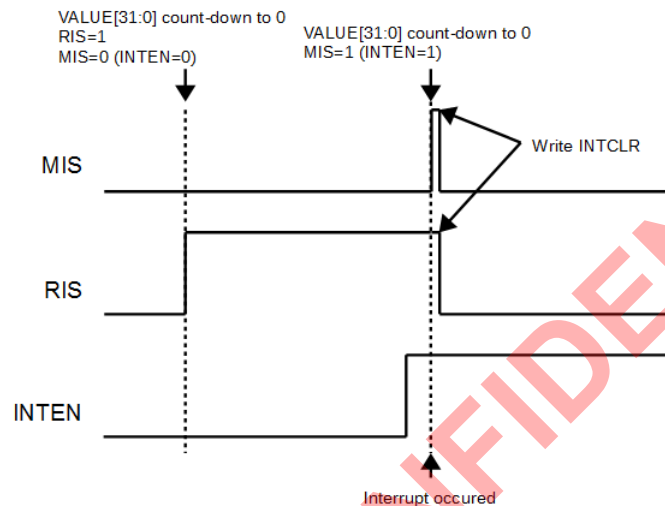 VALUE[31:0] count-down to 0
RIS=1
MIS=0 (INTEN=0)
VALUE[31:0] count-down to 0
MIS=1 (INTEN=1)
MIS
Write INTCLR
RIS
INTEN
Interrupt occured